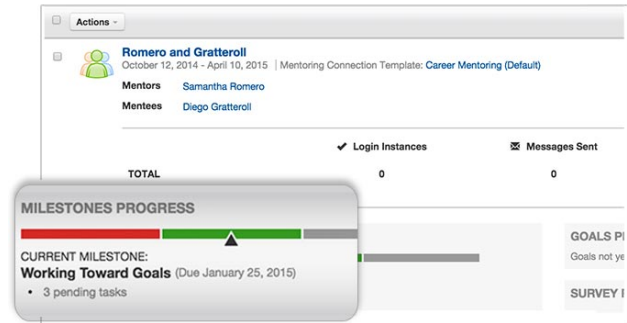 Actions
Romero and Gratteroll
October 12, 2014 - April 10, 2015 | Mentoring Connection Template: Career Mentoring (Default)
Mentors Samantha Romero
Mentees Diego Gratteroll
Login Instances Messages Sent
TOTAL 0 0
MILESTONES PROGRESS
CURRENT MILESTONE:
Working Toward Goals (Due January 25, 2015)
• 3 pending tasks
GOALS
Goals not
SURVEY